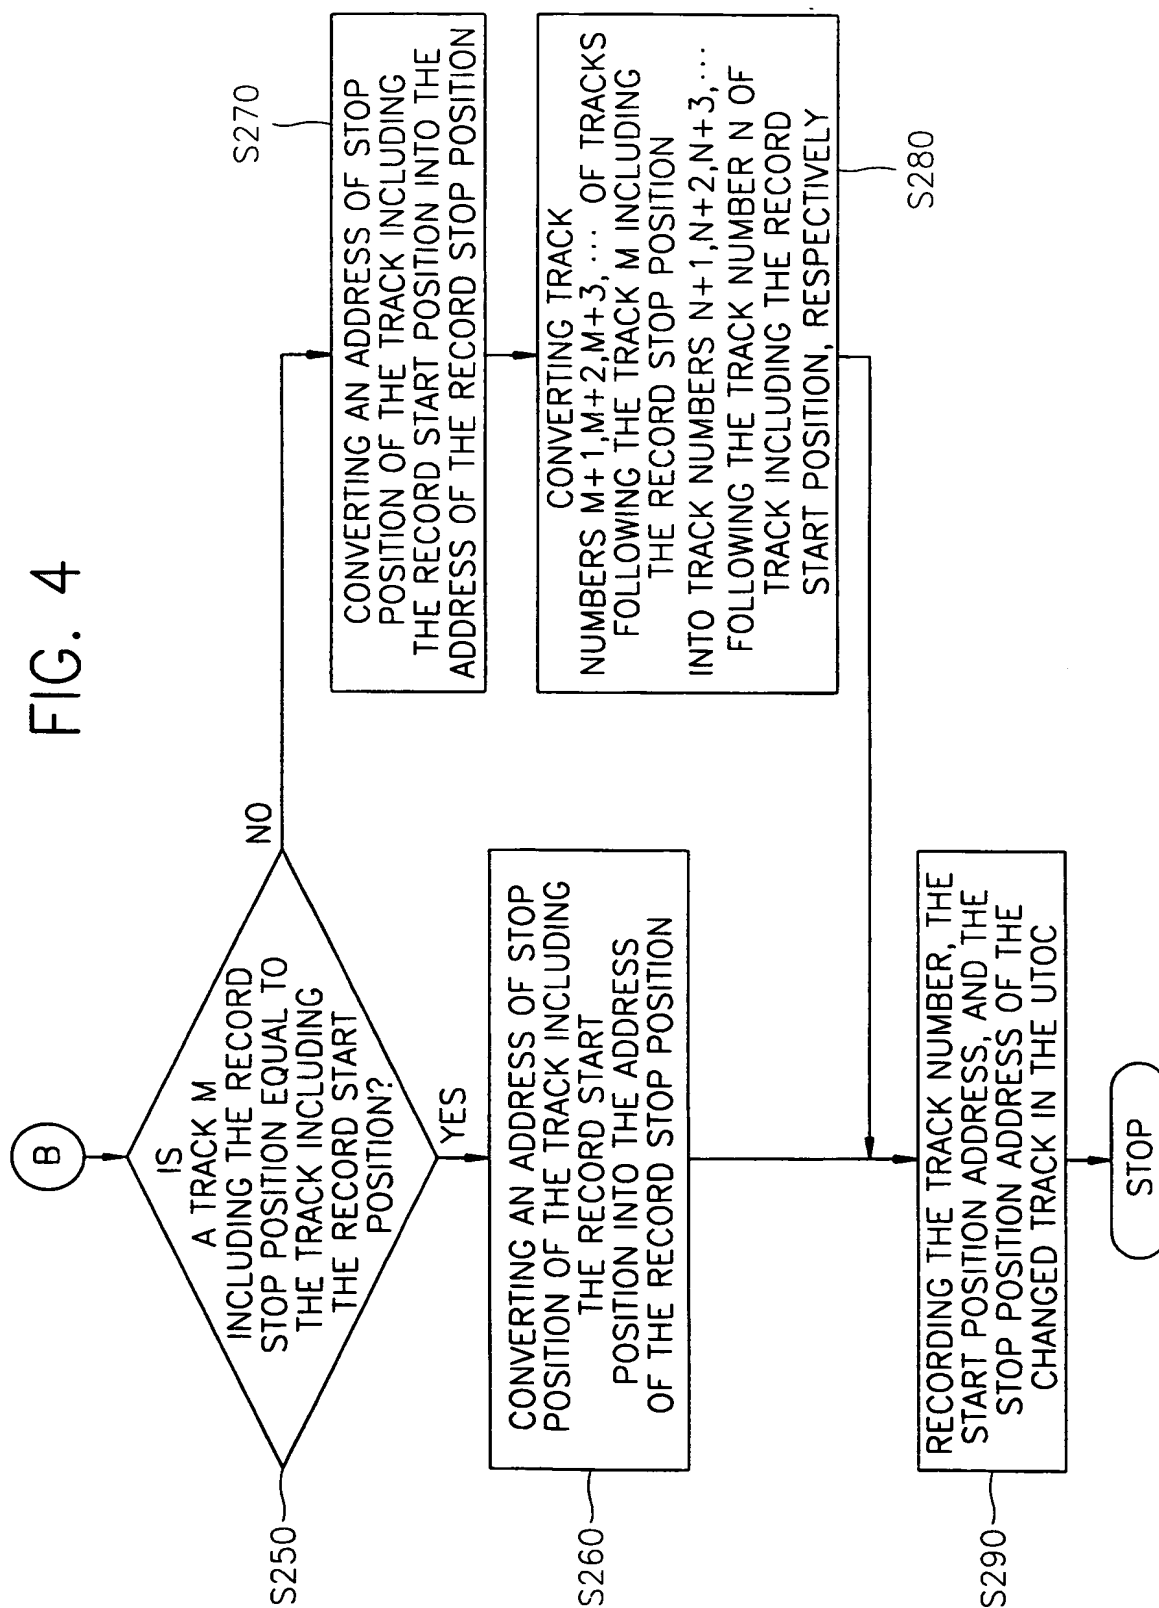 FIG. 4
B
IS
A TRACK M
INCLUDING THE RECORD
STOP POSITION EQUAL TO
THE TRACK INCLUDING
THE RECORD START
POSITION?
S250
NO
YES
CONVERTING AN ADDRESS OF STOP
POSITION OF THE TRACK INCLUDING
THE RECORD START
POSITION INTO THE ADDRESS
OF THE RECORD STOP POSITION
S260
CONVERTING AN ADDRESS OF STOP
POSITION OF THE TRACK INCLUDING
THE RECORD START POSITION INTO THE
ADDRESS OF THE RECORD STOP POSITION
S270
CONVERTING TRACK
NUMBERS M+1,M+2,M+3, ... OF TRACKS
FOLLOWING THE TRACK M INCLUDING
THE RECORD STOP POSITION
INTO TRACK NUMBERS N+1,N+2,N+3,...
FOLLOWING THE TRACK NUMBER N OF
TRACK INCLUDING THE RECORD
START POSITION, RESPECTIVELY
S280
RECORDING THE TRACK NUMBER, THE
START POSITION ADDRESS, AND THE
STOP POSITION ADDRESS OF THE
CHANGED TRACK IN THE UTOC
S290
STOP